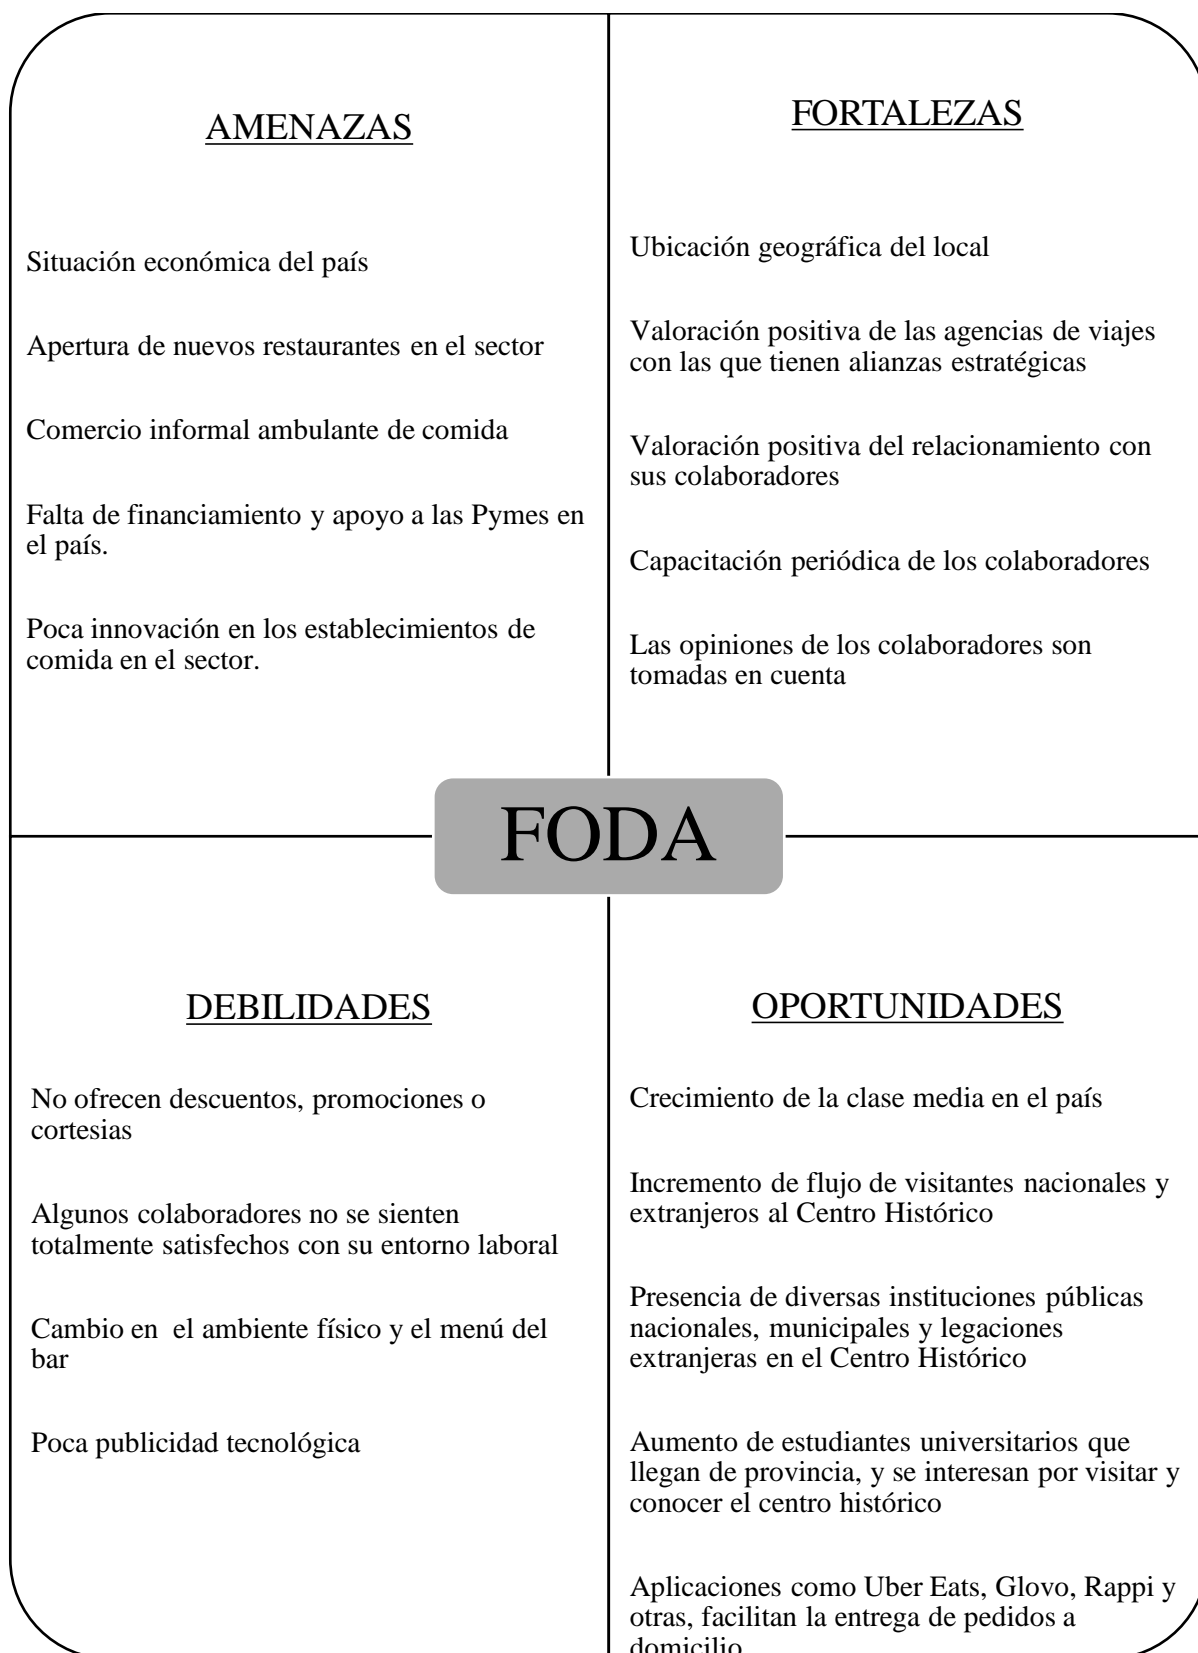 AMENAZAS
Situación económica del país
Apertura de nuevos restaurantes en el sector
Comercio informal ambulante de comida
Falta de financiamiento y apoyo a las Pymes en
el país.
Poca innovación en los establecimientos de
comida en el sector.
FORTALEZAS
Ubicación geográfica del local
Valoración positiva de las agencias de viajes
con las que tienen alianzas estratégicas
Valoración positiva del relacionamiento con
sus colaboradores
Capacitación periódica de los colaboradores
Las opiniones de los colaboradores son
tomadas en cuenta
FODA
DEBILIDADES
No ofrecen descuentos, promociones o
cortesias
Algunos colaboradores no se sienten
totalmente satisfechos con su entorno laboral
Cambio en  el ambiente físico y el menú del
bar
Poca publicidad tecnológica
OPORTUNIDADES
Crecimiento de la clase media en el país
Incremento de flujo de visitantes nacionales y
extranjeros al Centro Histórico
Presencia de diversas instituciones públicas
nacionales, municipales y legaciones
extranjeras en el Centro Histórico
Aumento de estudiantes universitarios que
llegan de provincia, y se interesan por visitar y
conocer el centro histórico
Aplicaciones como Uber Eats, Glovo, Rappi y
otras, facilitan la entrega de pedidos a
domicilio